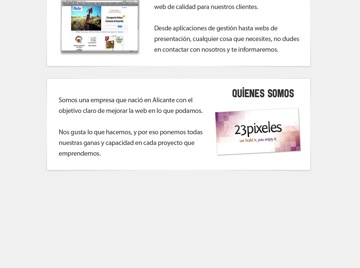 web de calidad para nuestros clientes.
Desde aplicaciones de gestión hasta webs de
presentación, cualquier cosa que necesites, no dudes
en contactar con nosotros y te informaremos.
QUÍENES SOMOS
Somos una empresa que nació en Alicante con el
objetivo claro de mejorar la web en lo que podamos.
Nos gusta lo que hacemos, y por eso ponemos todas
nuestras ganas y capacidad en cada proyecto que
emprendemos.
23pixeles
we build it, you enjoy it